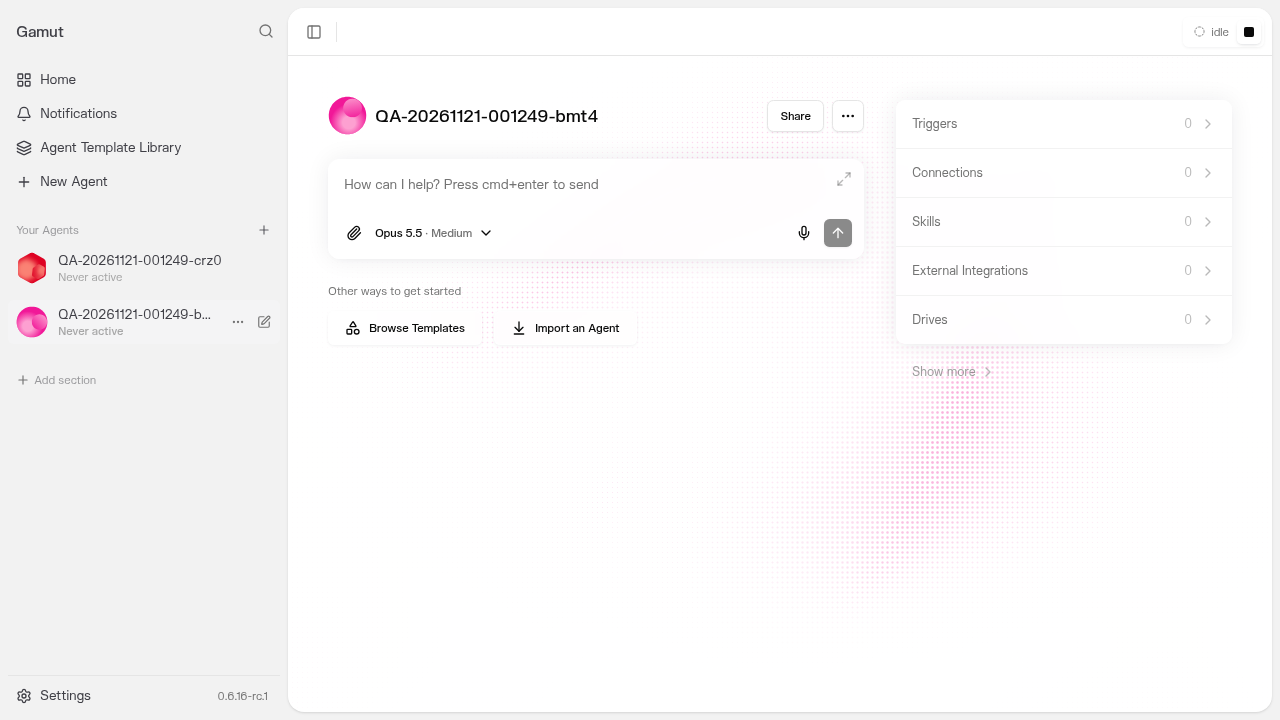 Gamut
Home
Notifications
Agent Template Library
New Agent
Your Agents
QA-20261121-001249-crz0
Never active
QA-20261121-001249-b...
Never active
Add section
Settings
0.6.16-rc.1
idle
QA-20261121-001249-bmt4
Share
How can I help? Press cmd+enter to send
Opus 5.5 · Medium
Other ways to get started
Browse Templates
Import an Agent
Triggers 0
Connections 0
Skills 0
External Integrations 0
Drives 0
Show more